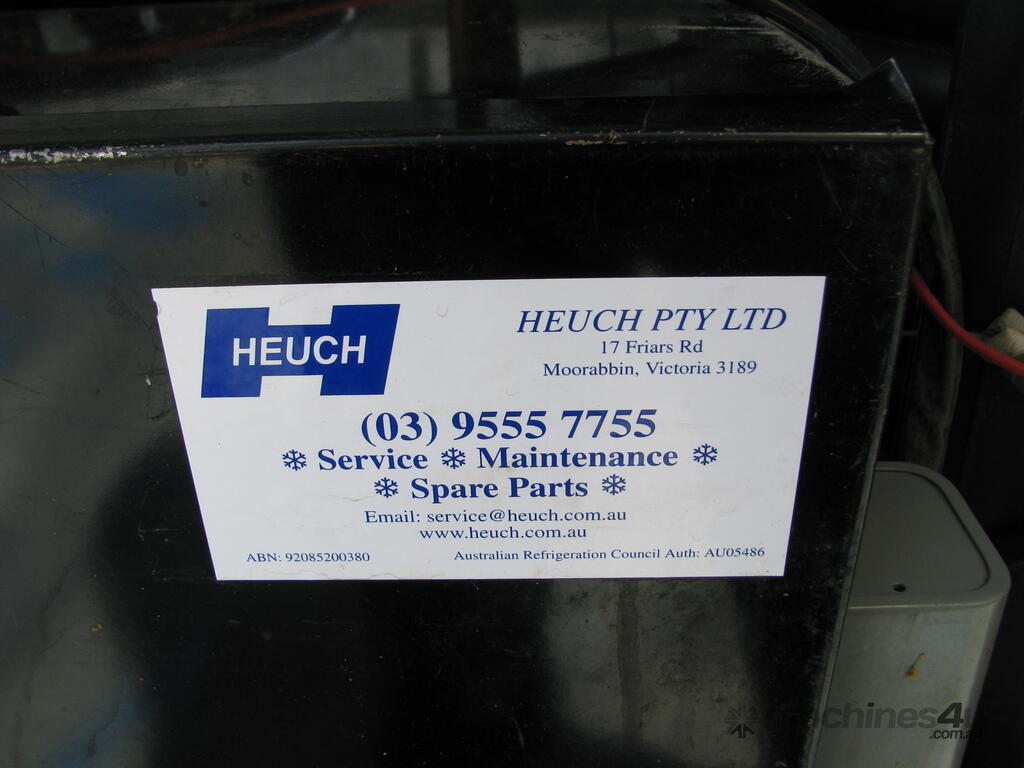 HEUCH
HEUCH PTY LTD
17 Friars Rd
Moorabbin, Victoria 3189
(03) 9555 7755
❄ Service ❄ Maintenance ❄
❄ Spare Parts ❄
Email: service@heuch.com.au
www.heuch.com.au
ABN: 92085200380
Australian Refrigeration Council Auth: AU05486